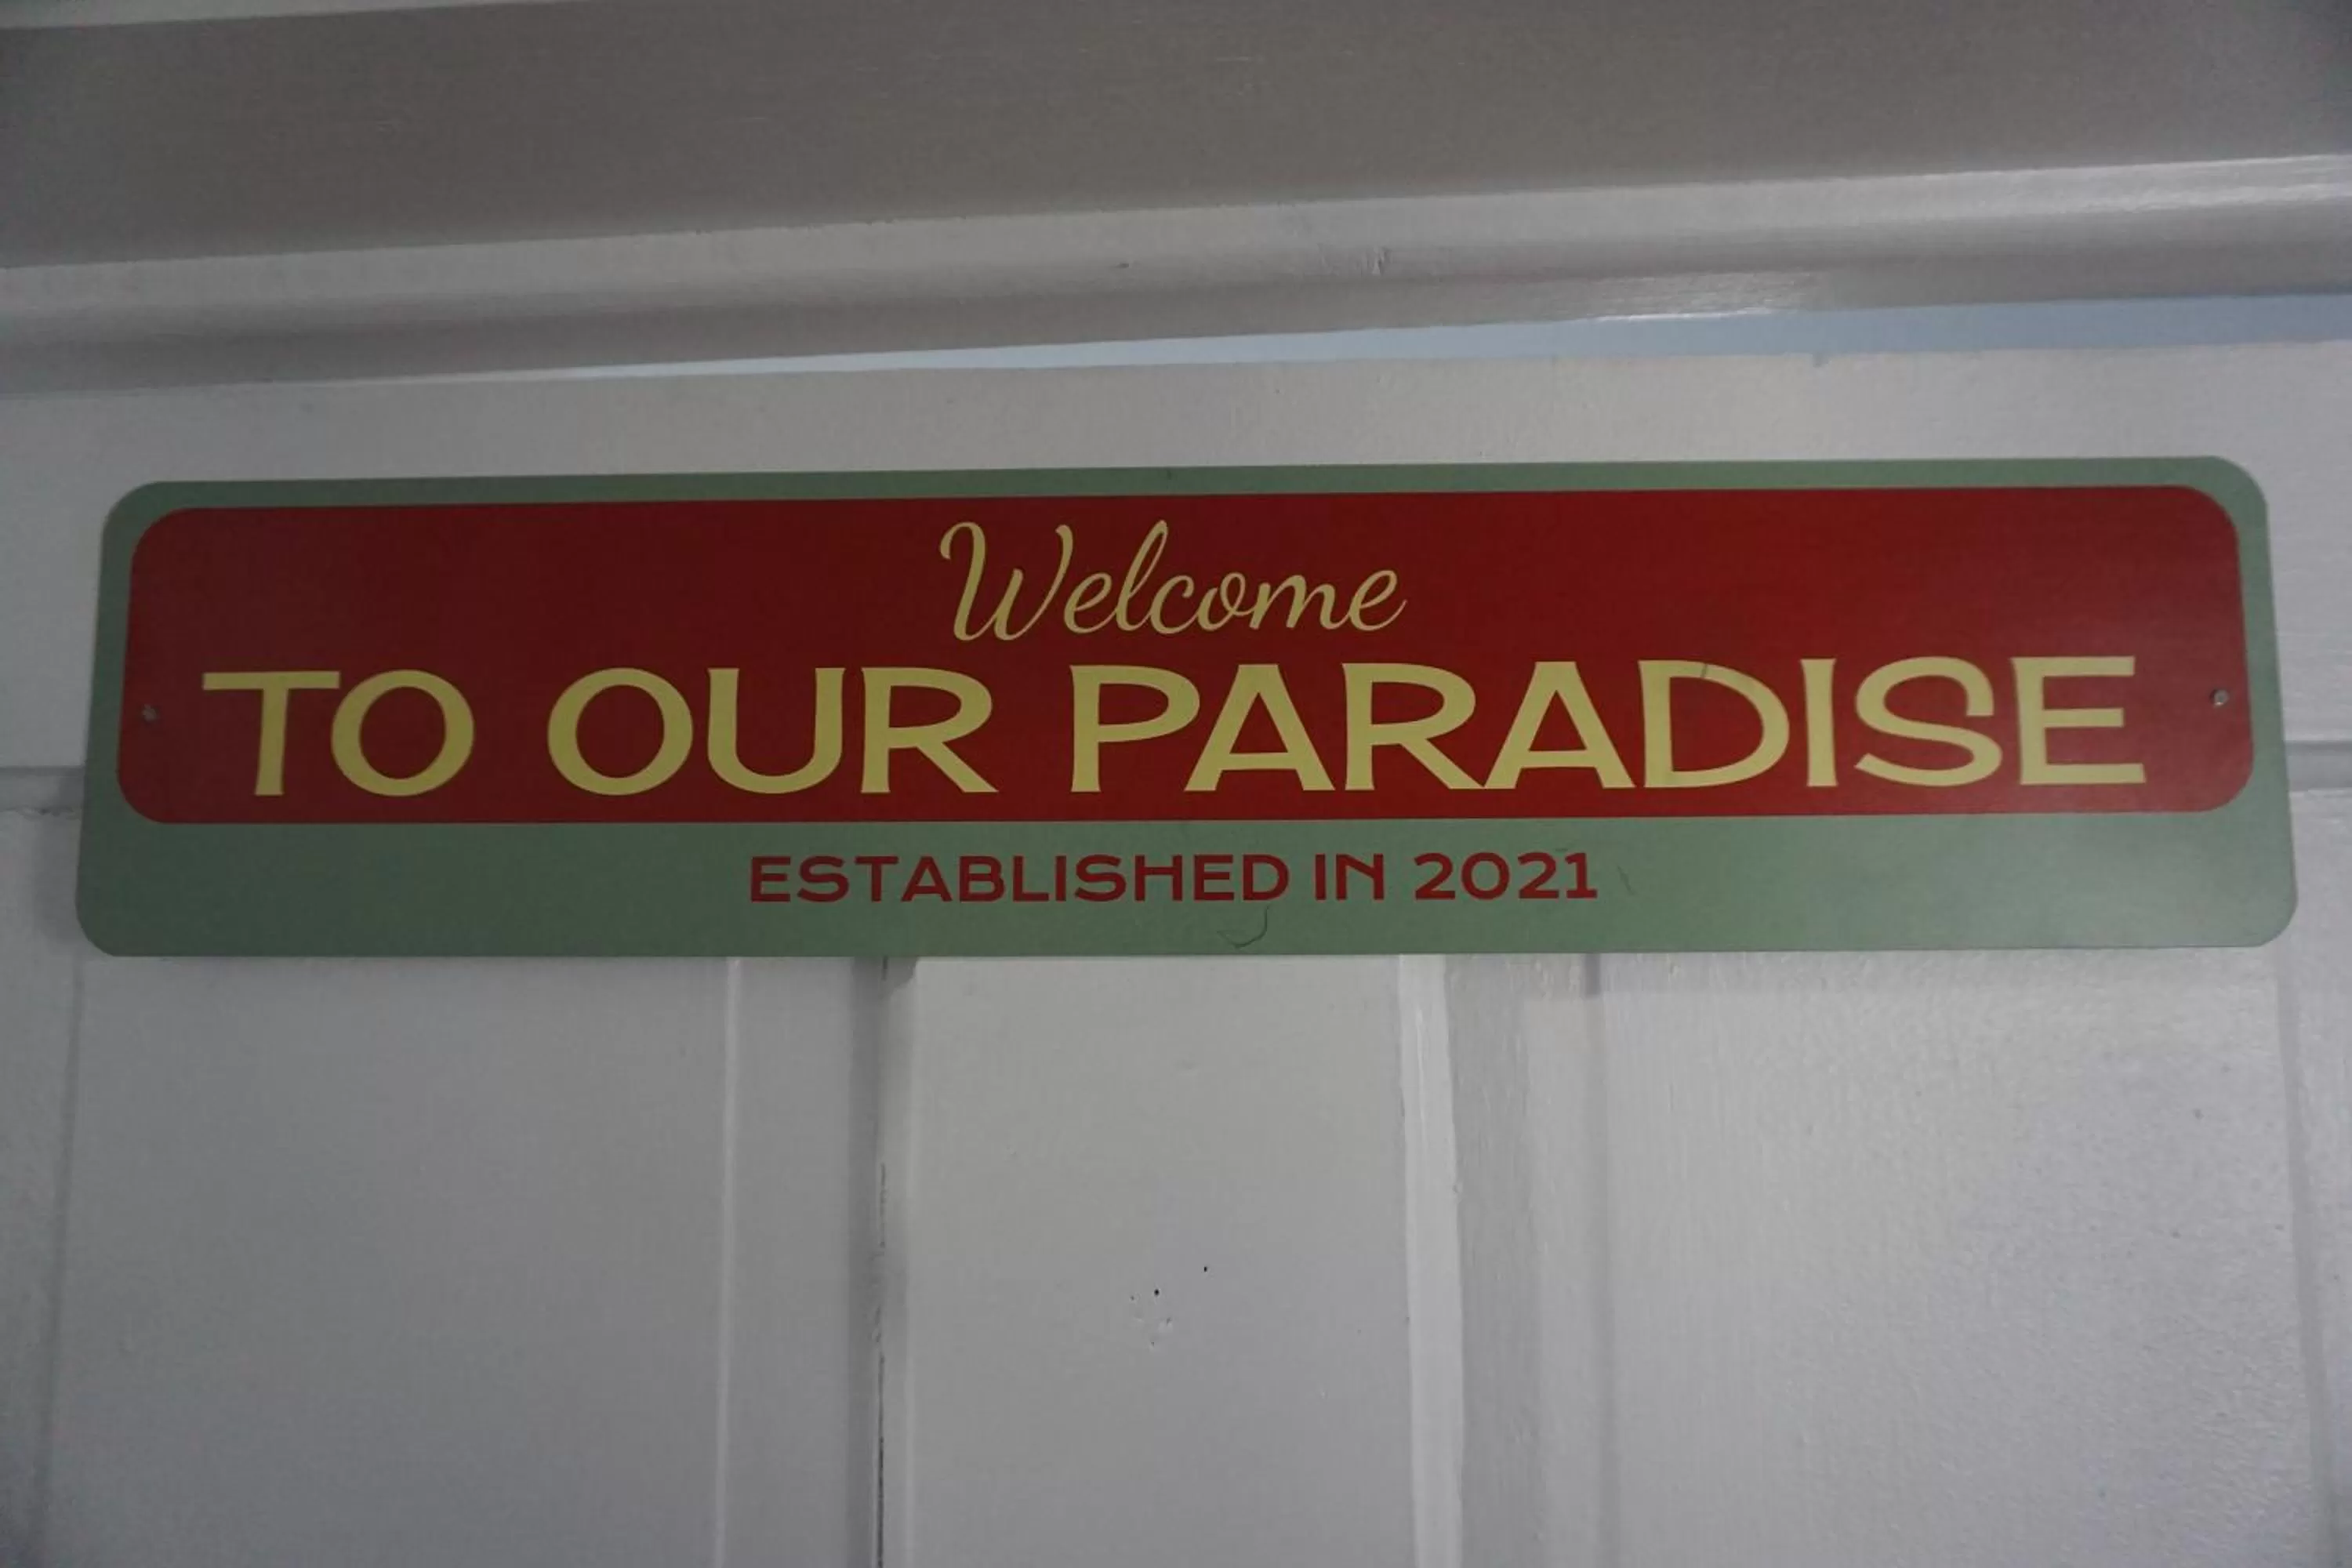 Welcome
TO OUR PARADISE
ESTABLISHED IN 2021